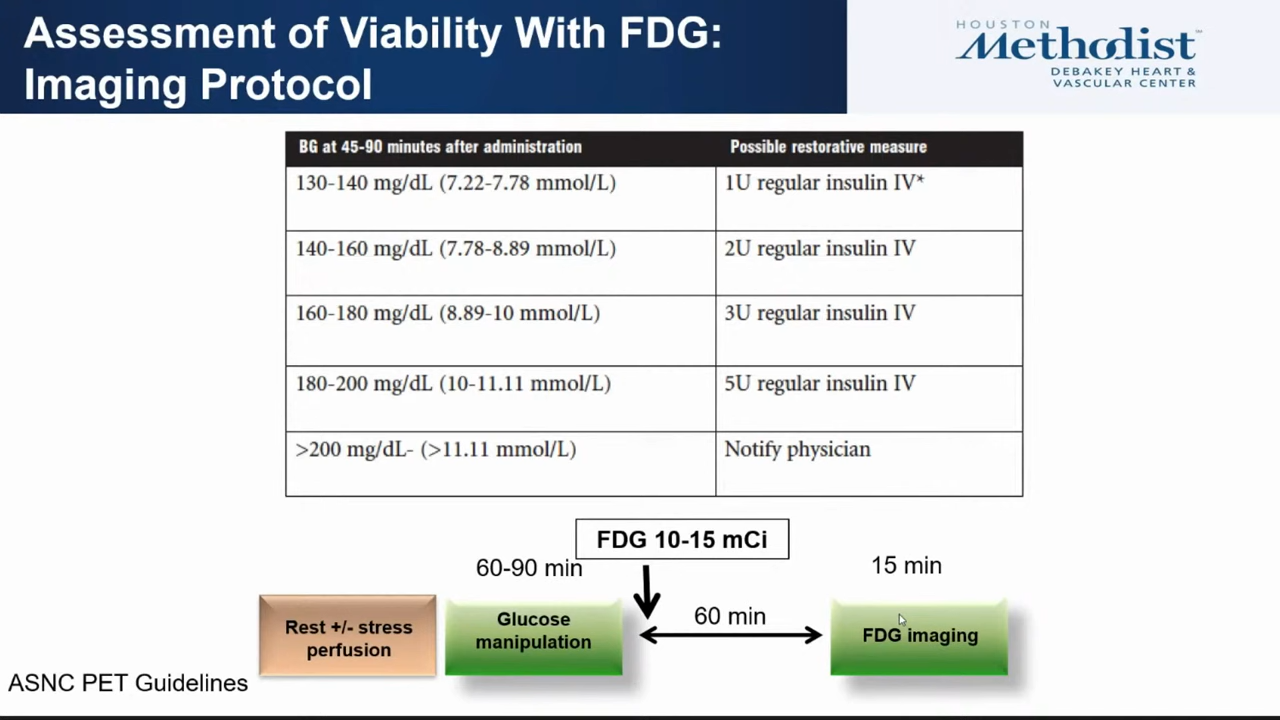 Assessment of Viability With FDG:
Imaging Protocol
HOUSTON
Methodist
DEBAKEY HEART &
VASCULAR CENTER
BG at 45-90 minutes after administration Possible restorative measure
130-140 mg/dL (7.22-7.78 mmol/L) 1U regular insulin IV*
140-160 mg/dL (7.78-8.89 mmol/L) 2U regular insulin IV
160-180 mg/dL (8.89-10 mmol/L) 3U regular insulin IV
180-200 mg/dL (10-11.11 mmol/L) 5U regular insulin IV
>200 mg/dL- (>11.11 mmol/L) Notify physician
FDG 10-15 mCi
60-90 min
15 min
Rest +/- stress
perfusion
Glucose
manipulation
60 min
FDG imaging
ASNC PET Guidelines